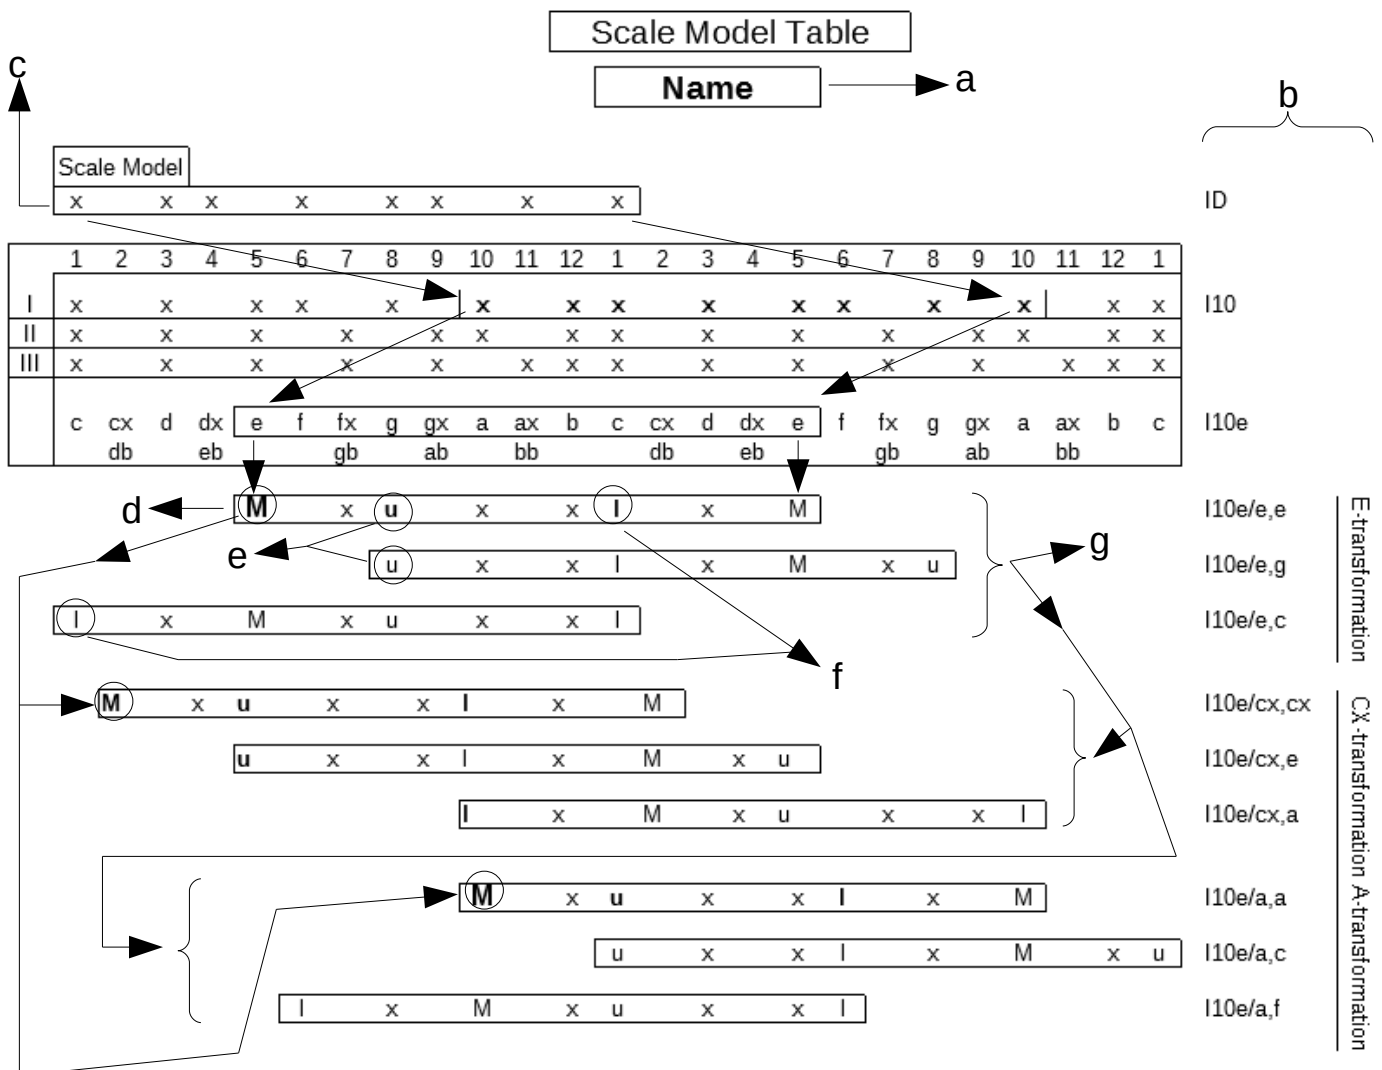 Scale Model Table
c
Name a
b
Scale Model
x x x x x x x x ID
1 2 3 4 5 6 7 8 9 10 11 12 1 2 3 4 5 6 7 8 9 10 11 12 1
I x x x x x x x x x x x x x x x I10
II x x x x x x x x x x x x x x x
III x x x x x x x x x x x x x
c cx d dx e f fx g gx a ax b c cx d dx e f fx g gx a ax b c I10e
db eb gb ab bb db eb gb ab bb
d M x u x x l x M I10e/e,e
e u x x l x M x u g I10e/e,g
l x M x u x x l I10e/e,c
E-transformation
f
M x u x x l x M I10e/cx,cx
u x x l x M x u I10e/cx,e
l x M x u x x l I10e/cx,a
CX-transformation
M x u x x l x M I10e/a,a
u x x l x M x u I10e/a,c
l x M x u x x l I10e/a,f
A-transformation